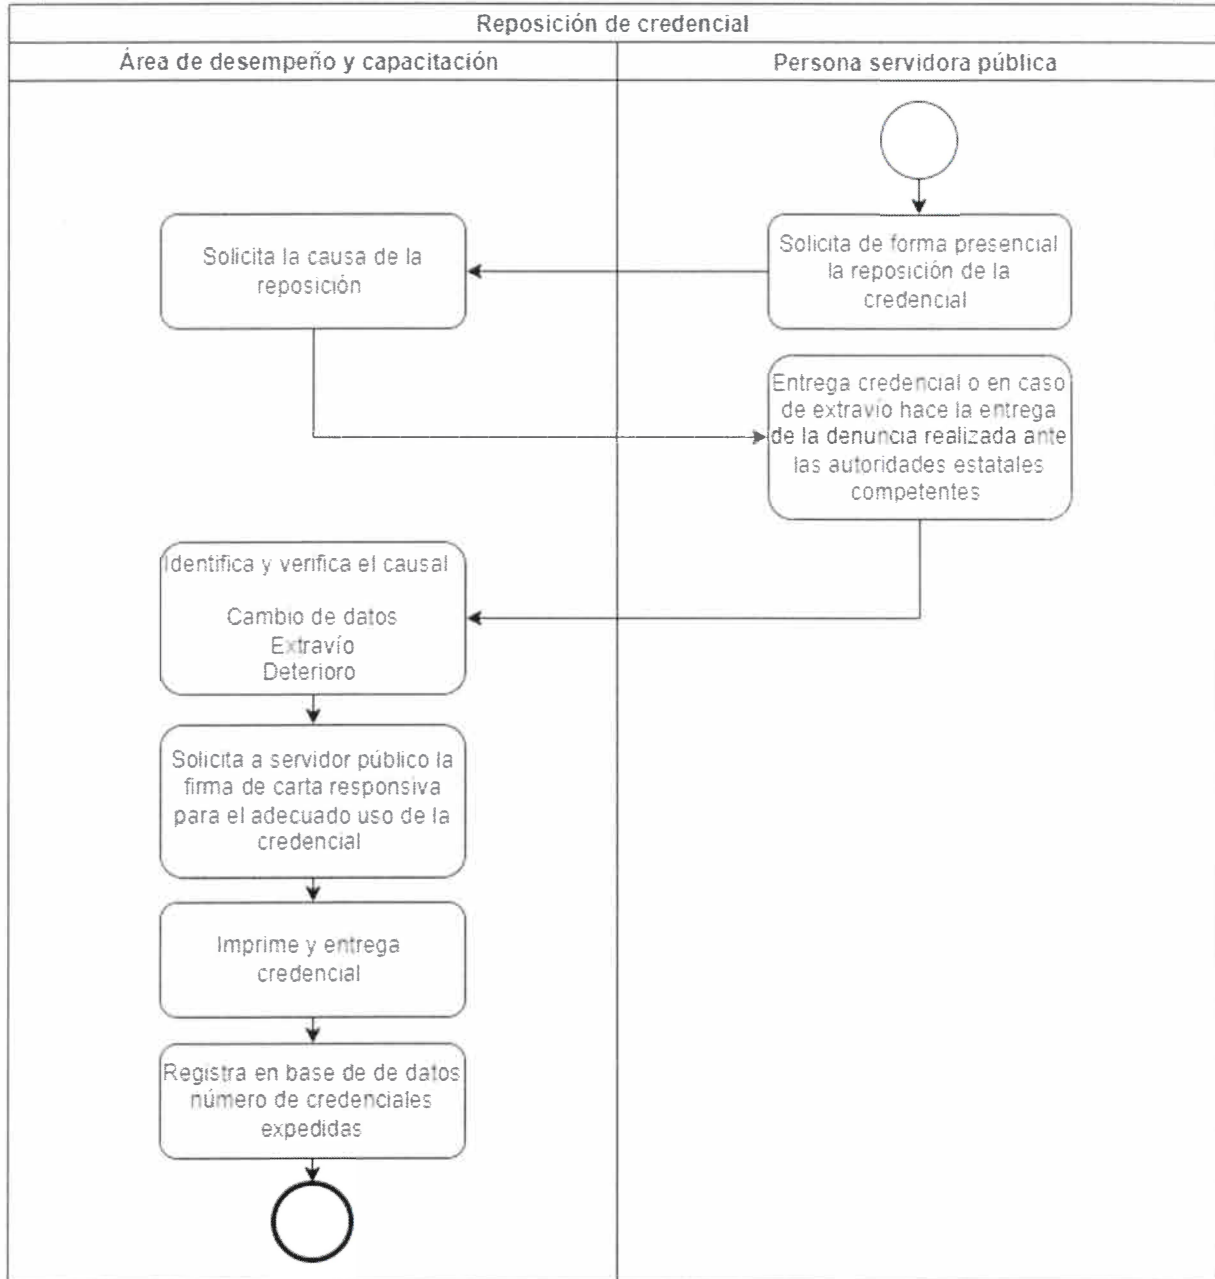 Reposición de credencial
Área de desempeño y capacitación
Persona servidora pública
Solicita de forma presencial
la reposición de la
credencial
Solicita la causa de la
reposición
Entrega credencial o en caso
de extravío hace la entrega
de la denuncia realizada ante
las autoridades estatales
competentes
Identifica y verifica el causal
Cambio de datos
Extravío
Deterioro
Solicita a servidor público la
firma de carta responsiva
para el adecuado uso de la
credencial
Imprime y entrega
credencial
Registra en base de de datos
número de credenciales
expedidas